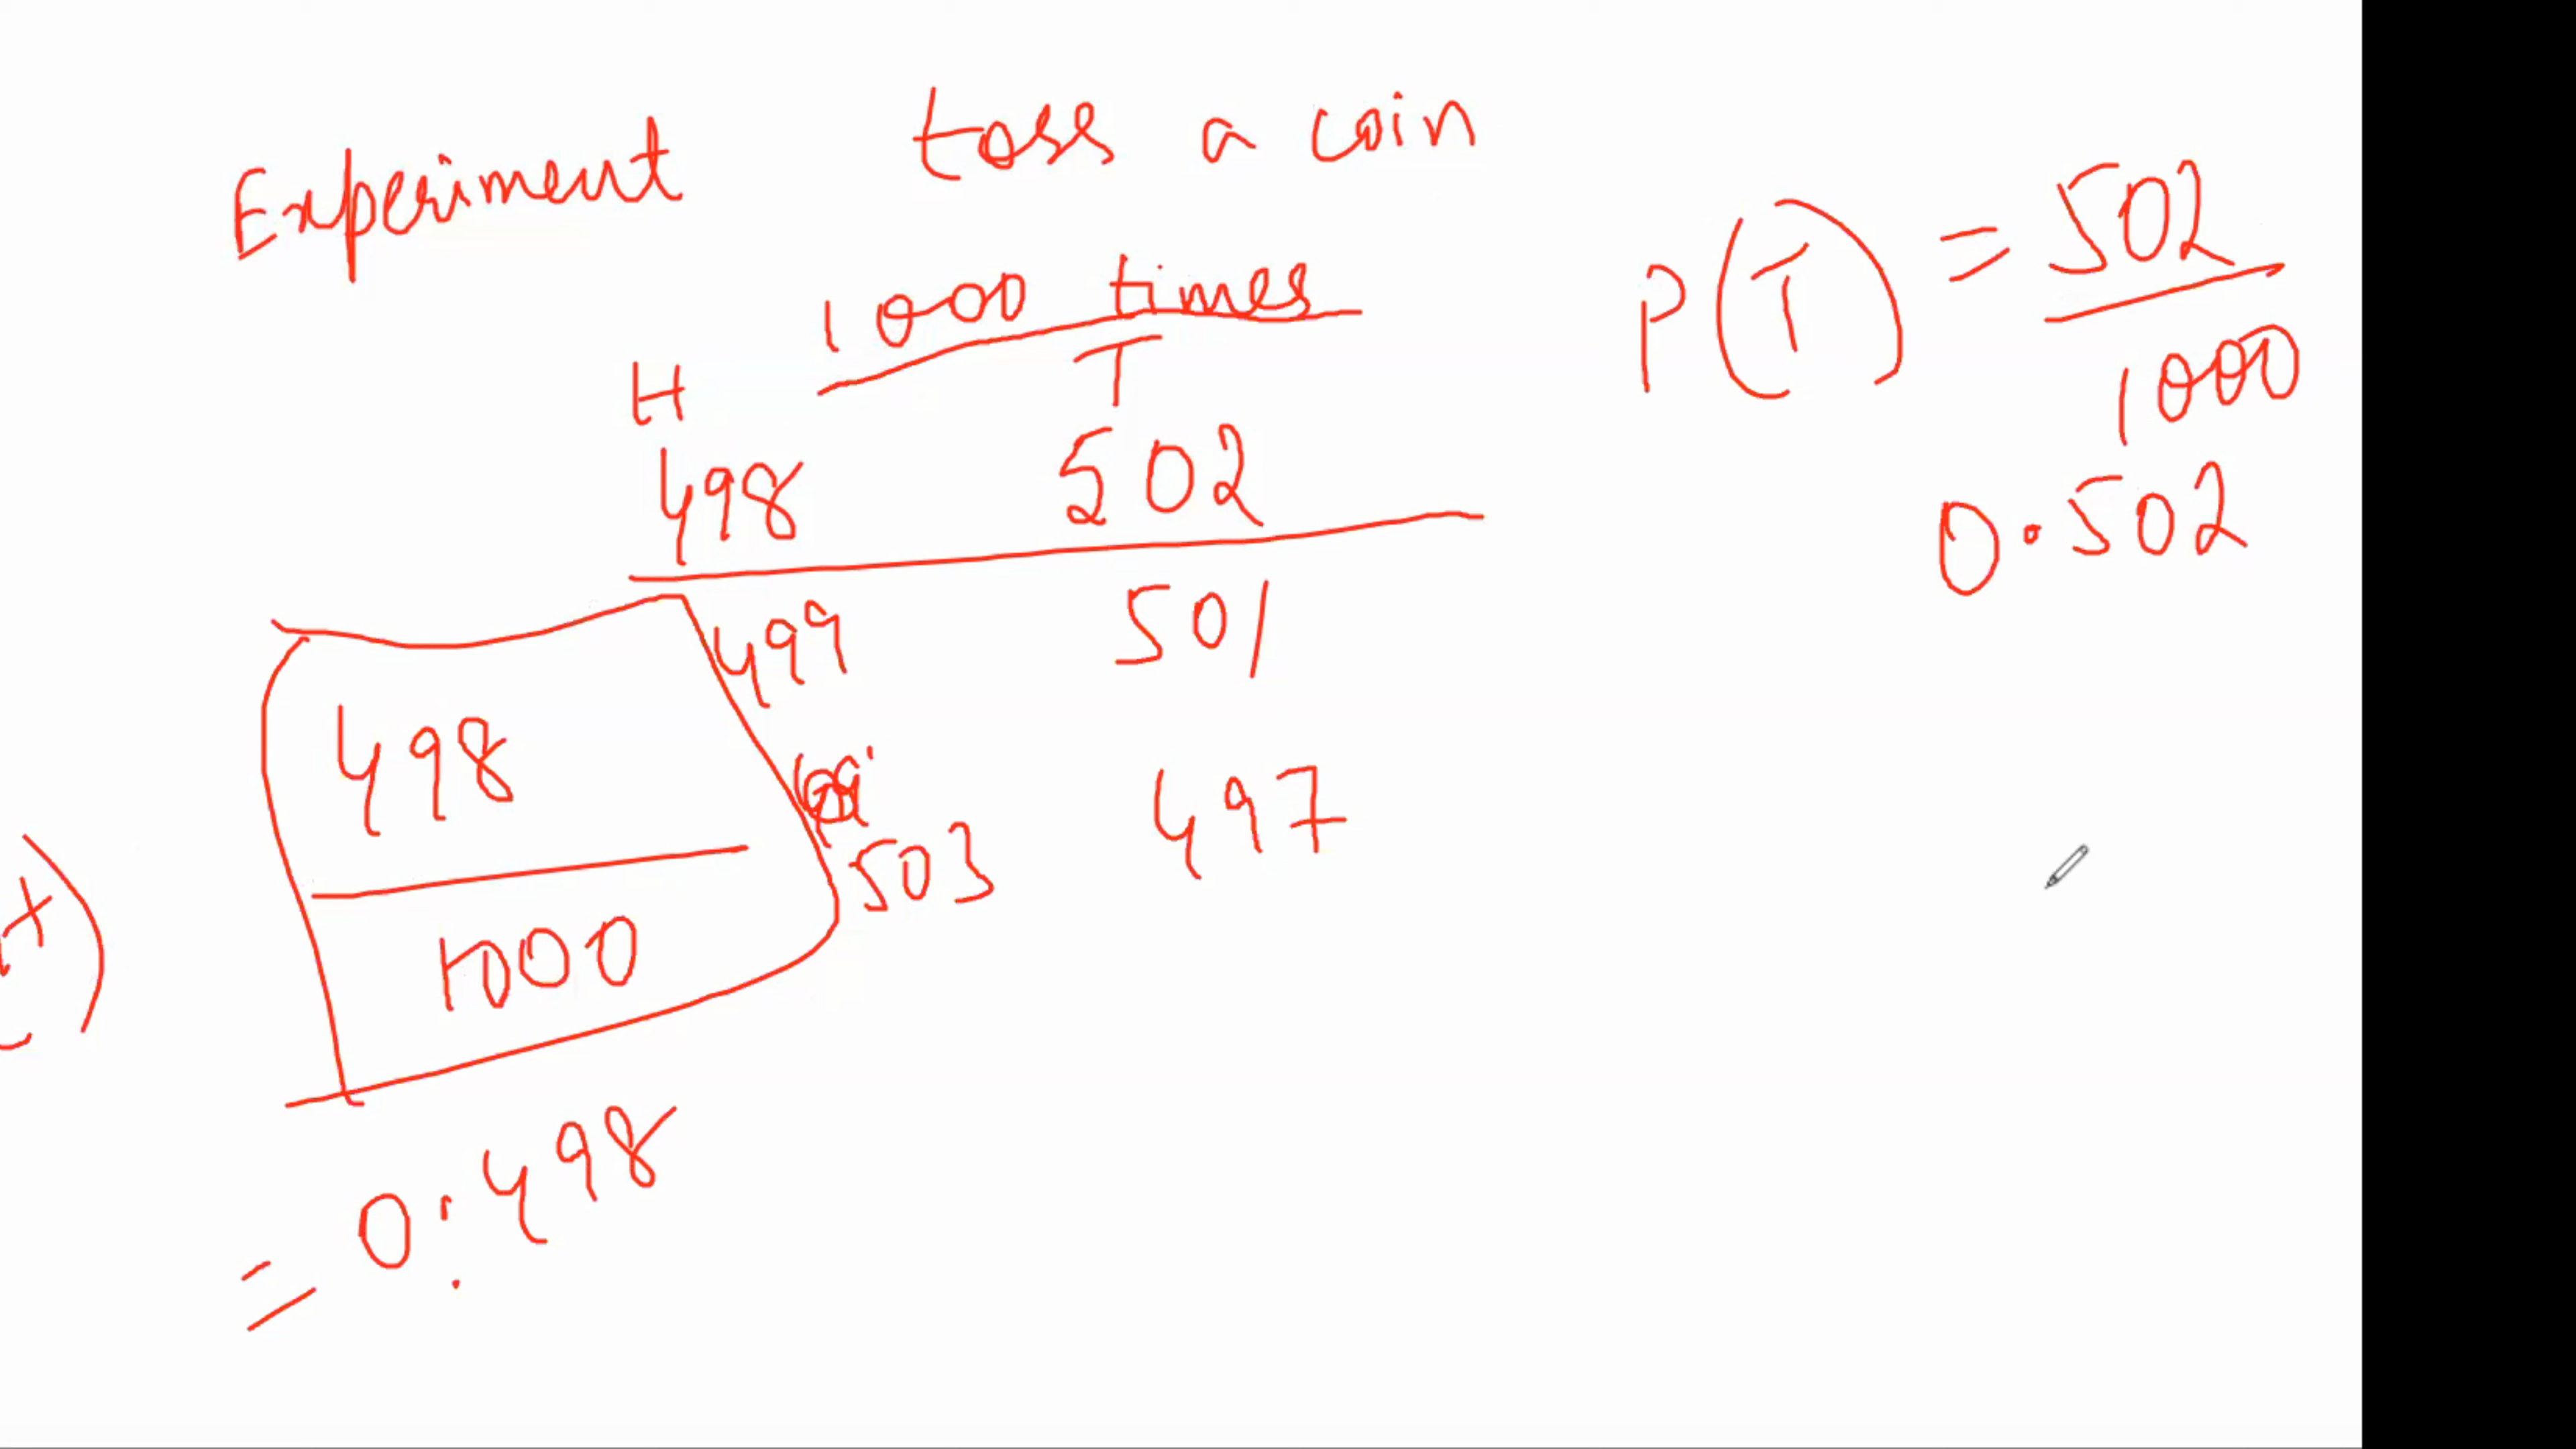 Experiment toss a coin
1000 times
H T
498 502
499 501
503 497
498
1000
= 0.498
P(T) = 502
1000
0.502